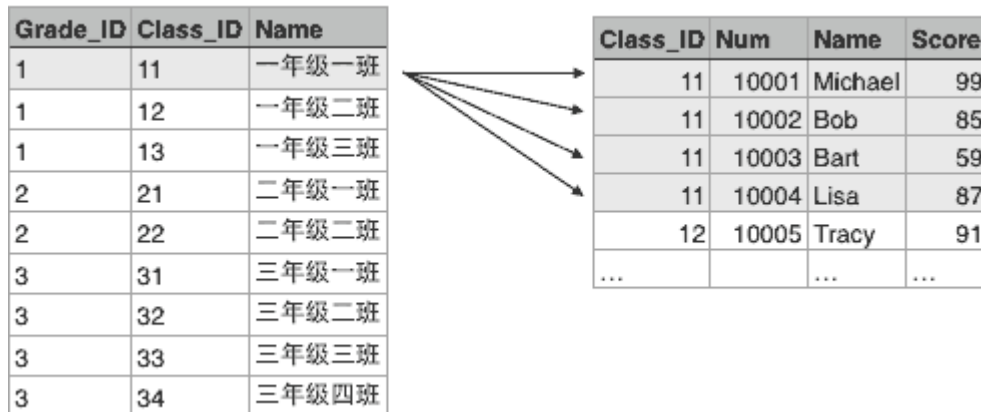 Grade_ID Class_ID Name
1 11 一年级一班
1 12 一年级二班
1 13 一年级三班
2 21 二年级一班
2 22 二年级二班
3 31 三年级一班
3 32 三年级二班
3 33 三年级三班
3 34 三年级四班
Class_ID Num Name Score
11 10001 Michael 99
11 10002 Bob 85
11 10003 Bart 59
11 10004 Lisa 87
12 10005 Tracy 91
... ... ...